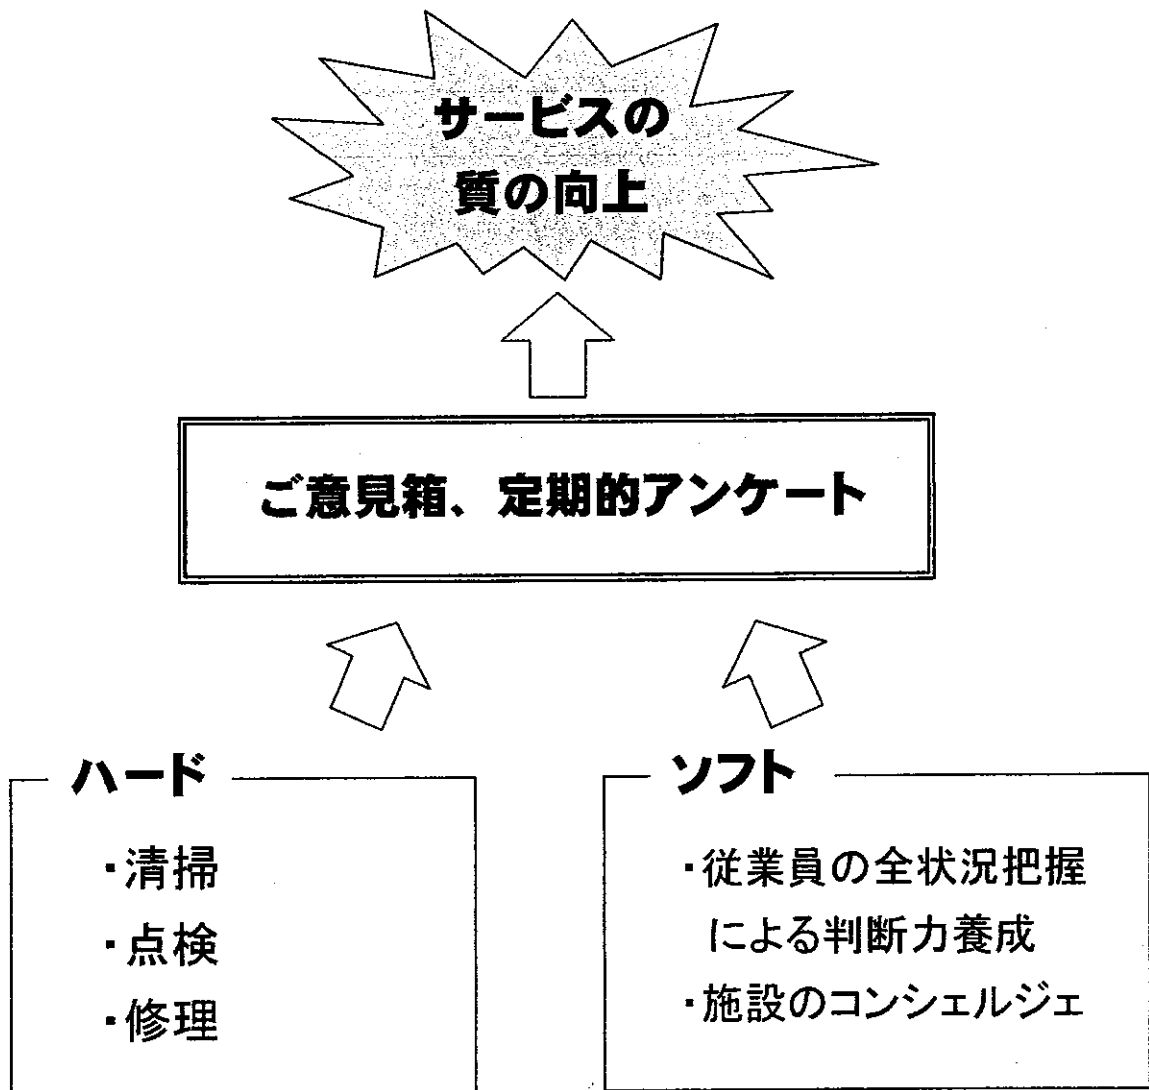 サービスの
質の向上
ご意見箱、定期的アンケート
ハード
・清掃
・点検
・修理
ソフト
・従業員の全状況把握
による判断力養成
・施設のコンシェルジェ